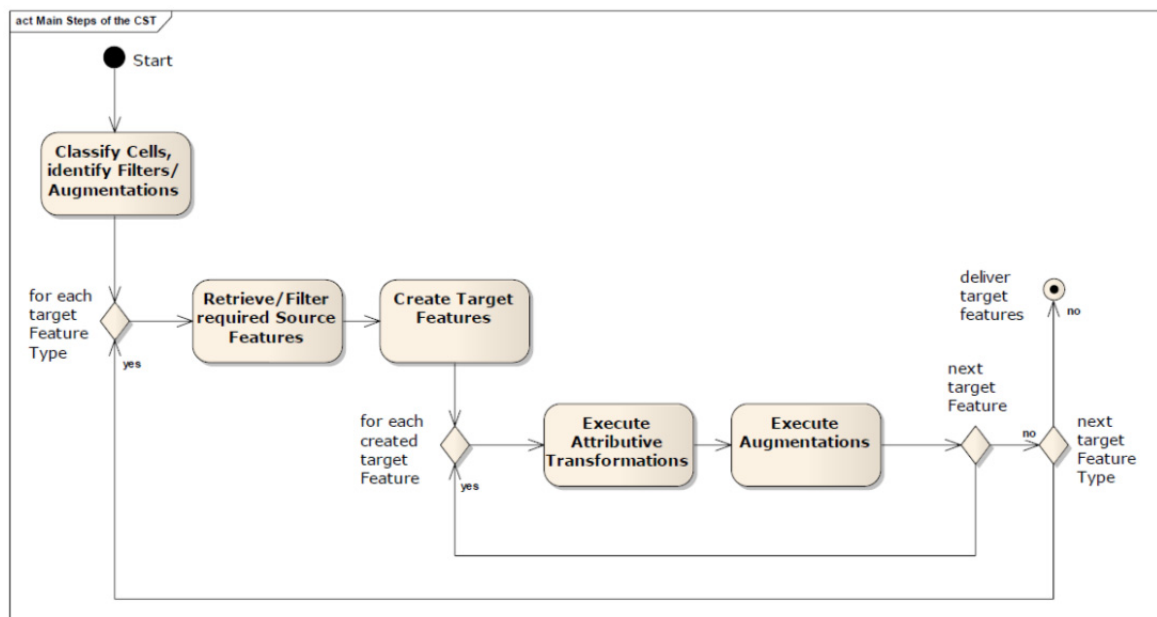 act Main Steps of the CST
Start
Classify Cells,
identify Filters/
Augmentations
for each
target
Feature
Type
yes
Retrieve/Filter
required Source
Features
Create Target
Features
for each
created
target
Feature
yes
Execute
Attributive
Transformations
Execute
Augmentations
next
target
Feature
no
next
target
Feature
Type
no
deliver
target
features